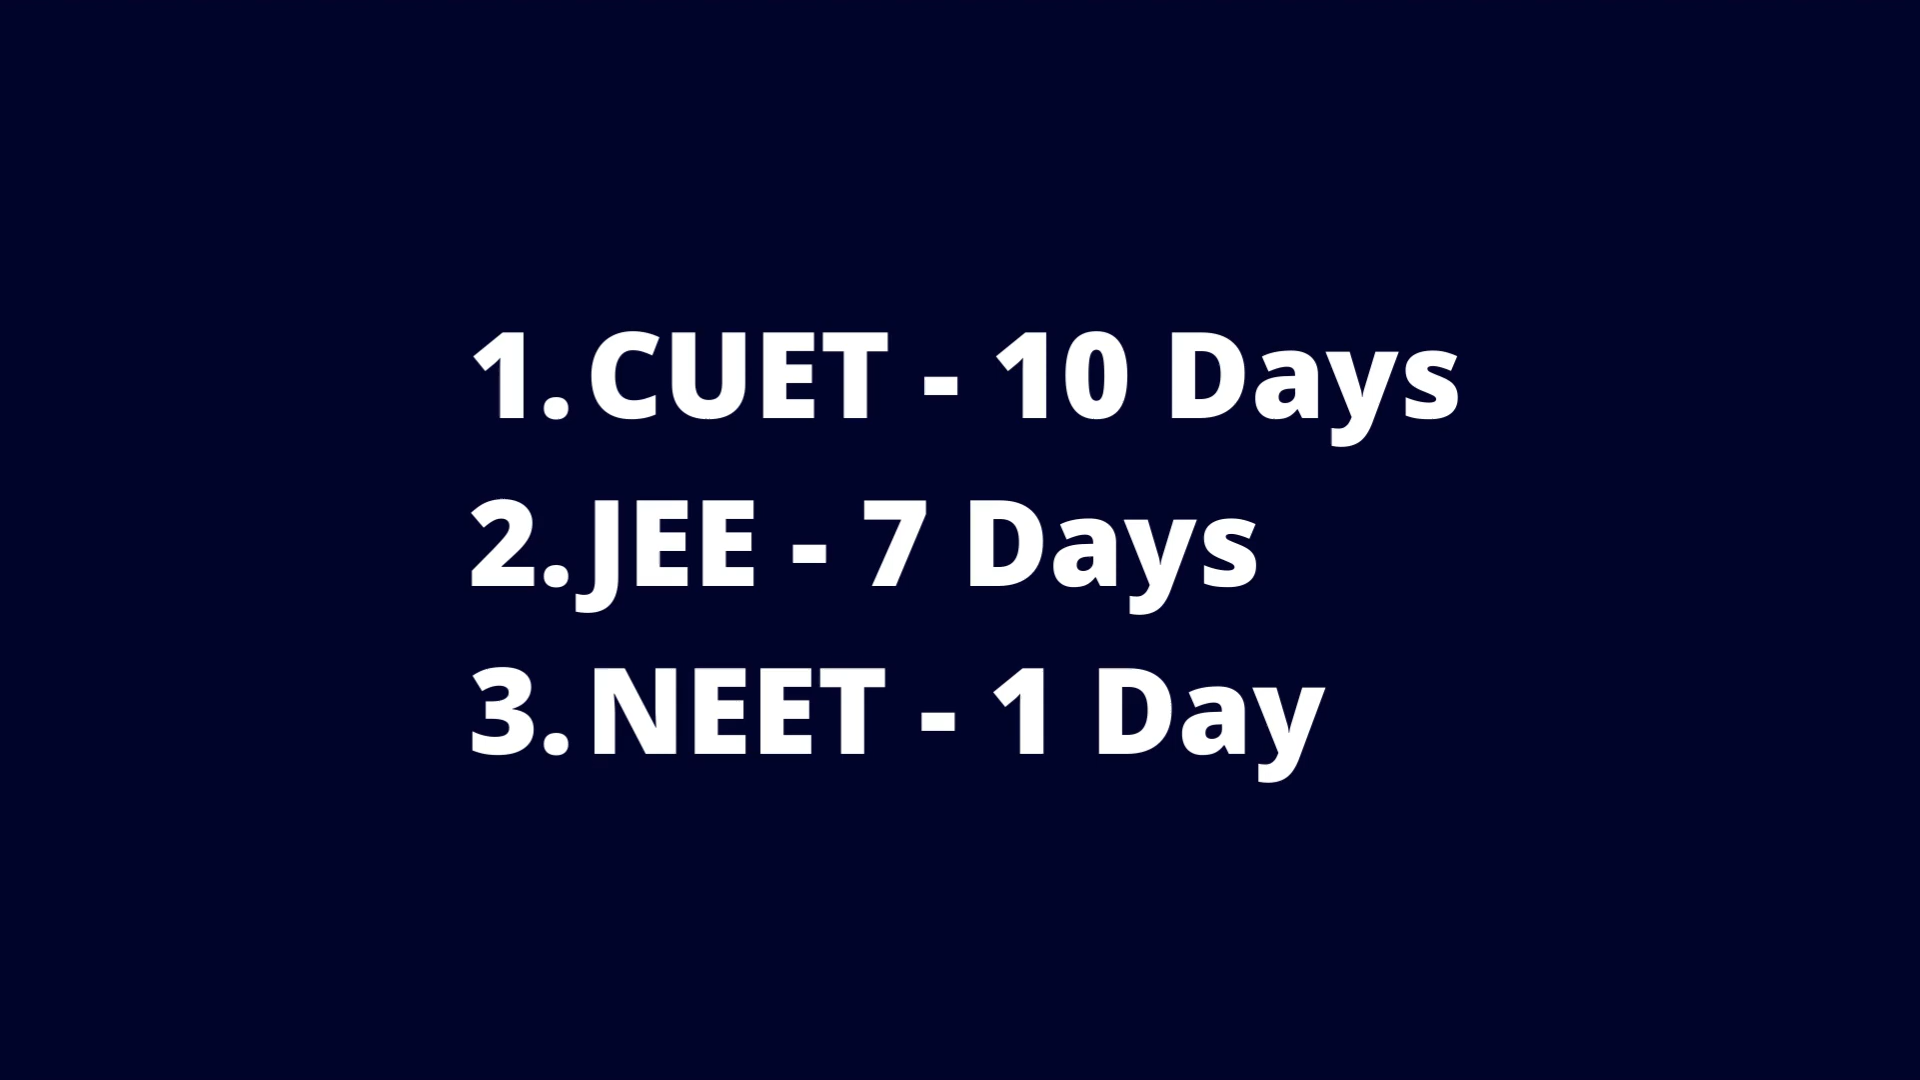 1. CUET - 10 Days
2. JEE - 7 Days
3. NEET - 1 Day